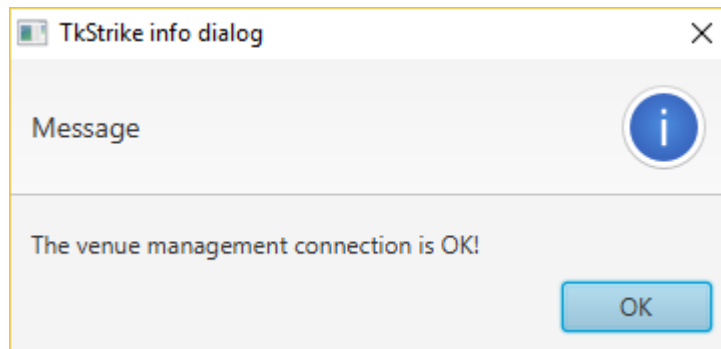 TkStrike info dialog
Message
The venue management connection is OK!
OK